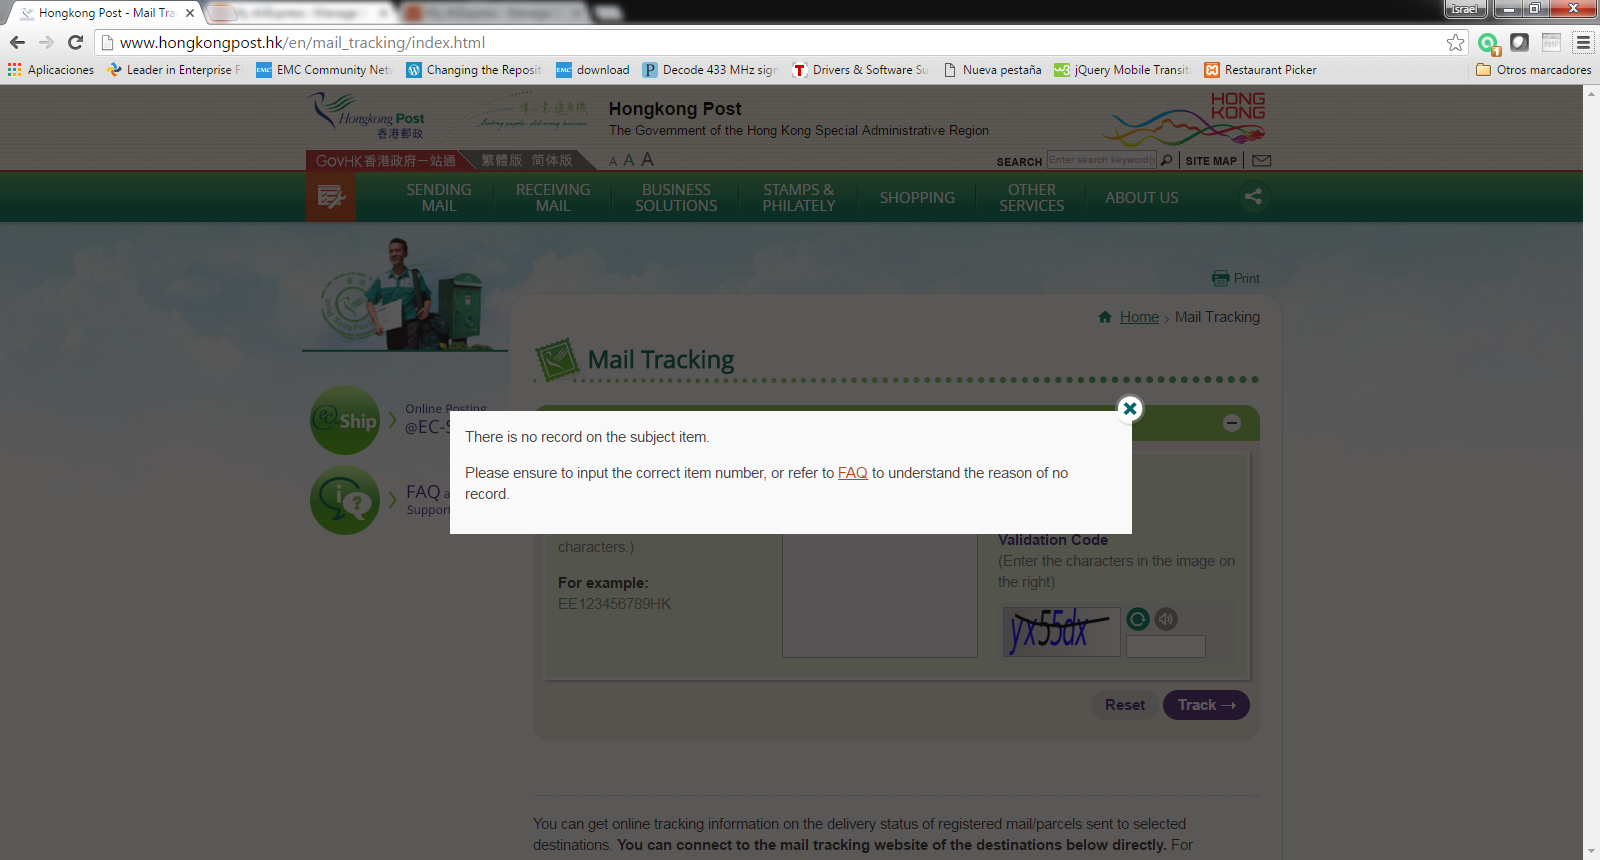 Hongkong Post - Mail Tra
Israel
www.hongkongpost.hk/en/mail_tracking/index.html
Aplicaciones
Leader in Enterprise F
EMC Community Net
Changing the Reposit
download
Decode 433 MHz sign
Drivers & Software Su
Nueva pestaña
jQuery Mobile Transit
Restaurant Picker
Otros marcadores
Hongkong Post
香港郵政
Hongkong Post
The Government of the Hong Kong Special Administrative Region
HONG
KONG
GovHK香港政府一站通
繁體版 简体版
A A A
SEARCH
Enter search keyword(s)
SITE MAP
SENDING
MAIL
RECEIVING
MAIL
BUSINESS
SOLUTIONS
STAMPS &
PHILATELY
SHOPPING
OTHER
SERVICES
ABOUT US
Print
Home > Mail Tracking
Mail Tracking
ec Ship
Online Posting
@EC-S
FAQ a
Support
There is no record on the subject item.
Please ensure to input the correct item number, or refer to FAQ to understand the reason of no
record.
characters.)
For example:
EE123456789HK
Validation Code
(Enter the characters in the image on
the right)
yx55dx
Reset
Track →
You can get online tracking information on the delivery status of registered mail/parcels sent to selected
destinations. You can connect to the mail tracking website of the destinations below directly. For